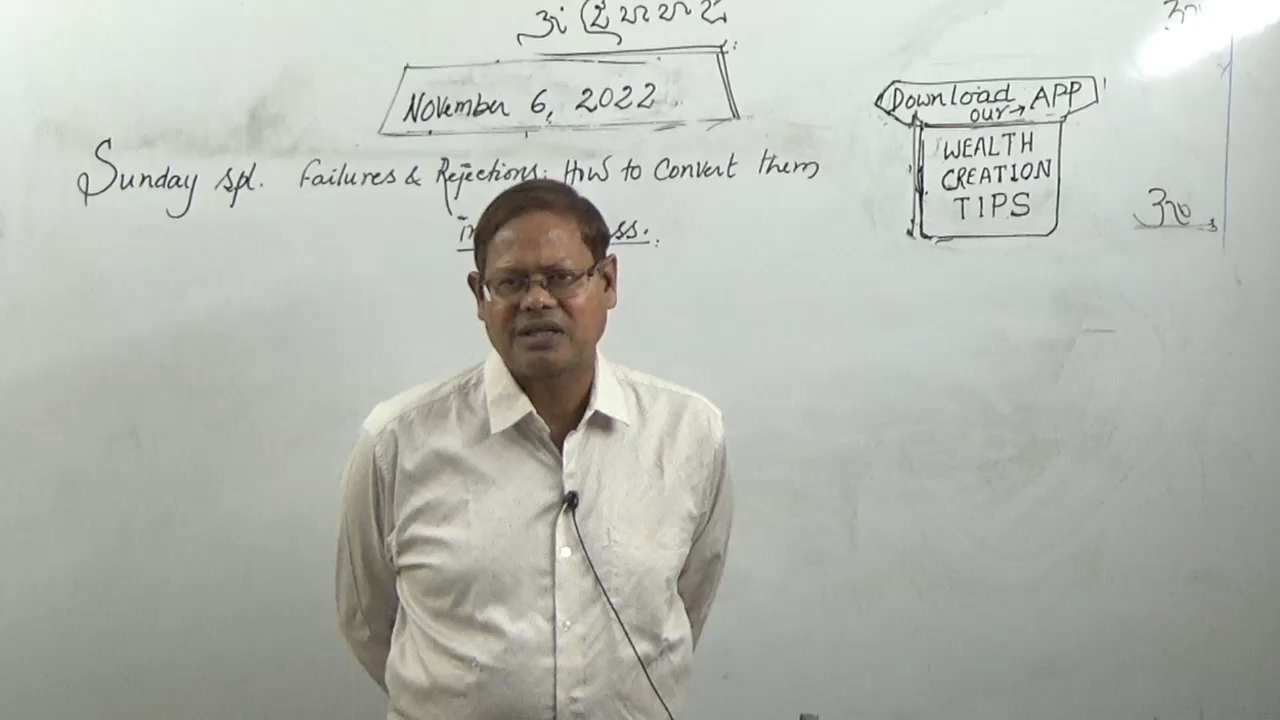 November 6, 2022
Sunday spl. Failures & Rejections: How to Convert them
Download
our → APP
WEALTH
CREATION
TIPS